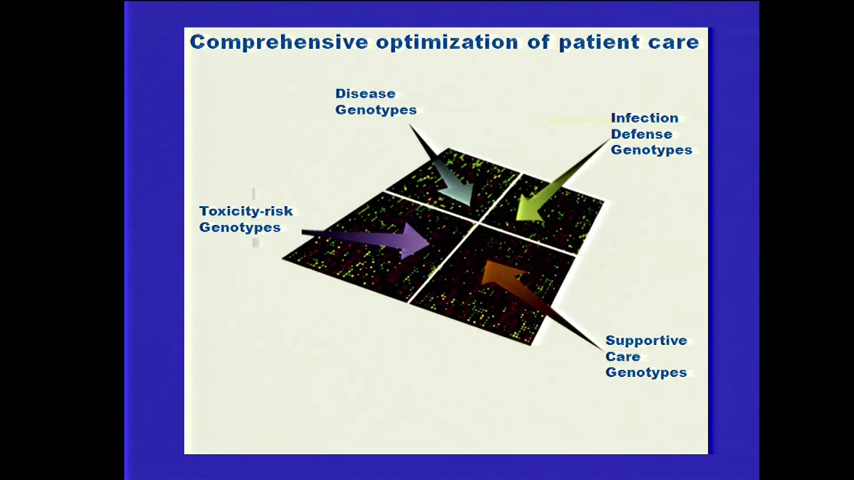 Comprehensive optimization of patient care
Disease
Genotypes
Infection
Defense
Genotypes
Toxicity-risk
Genotypes
Supportive
Care
Genotypes